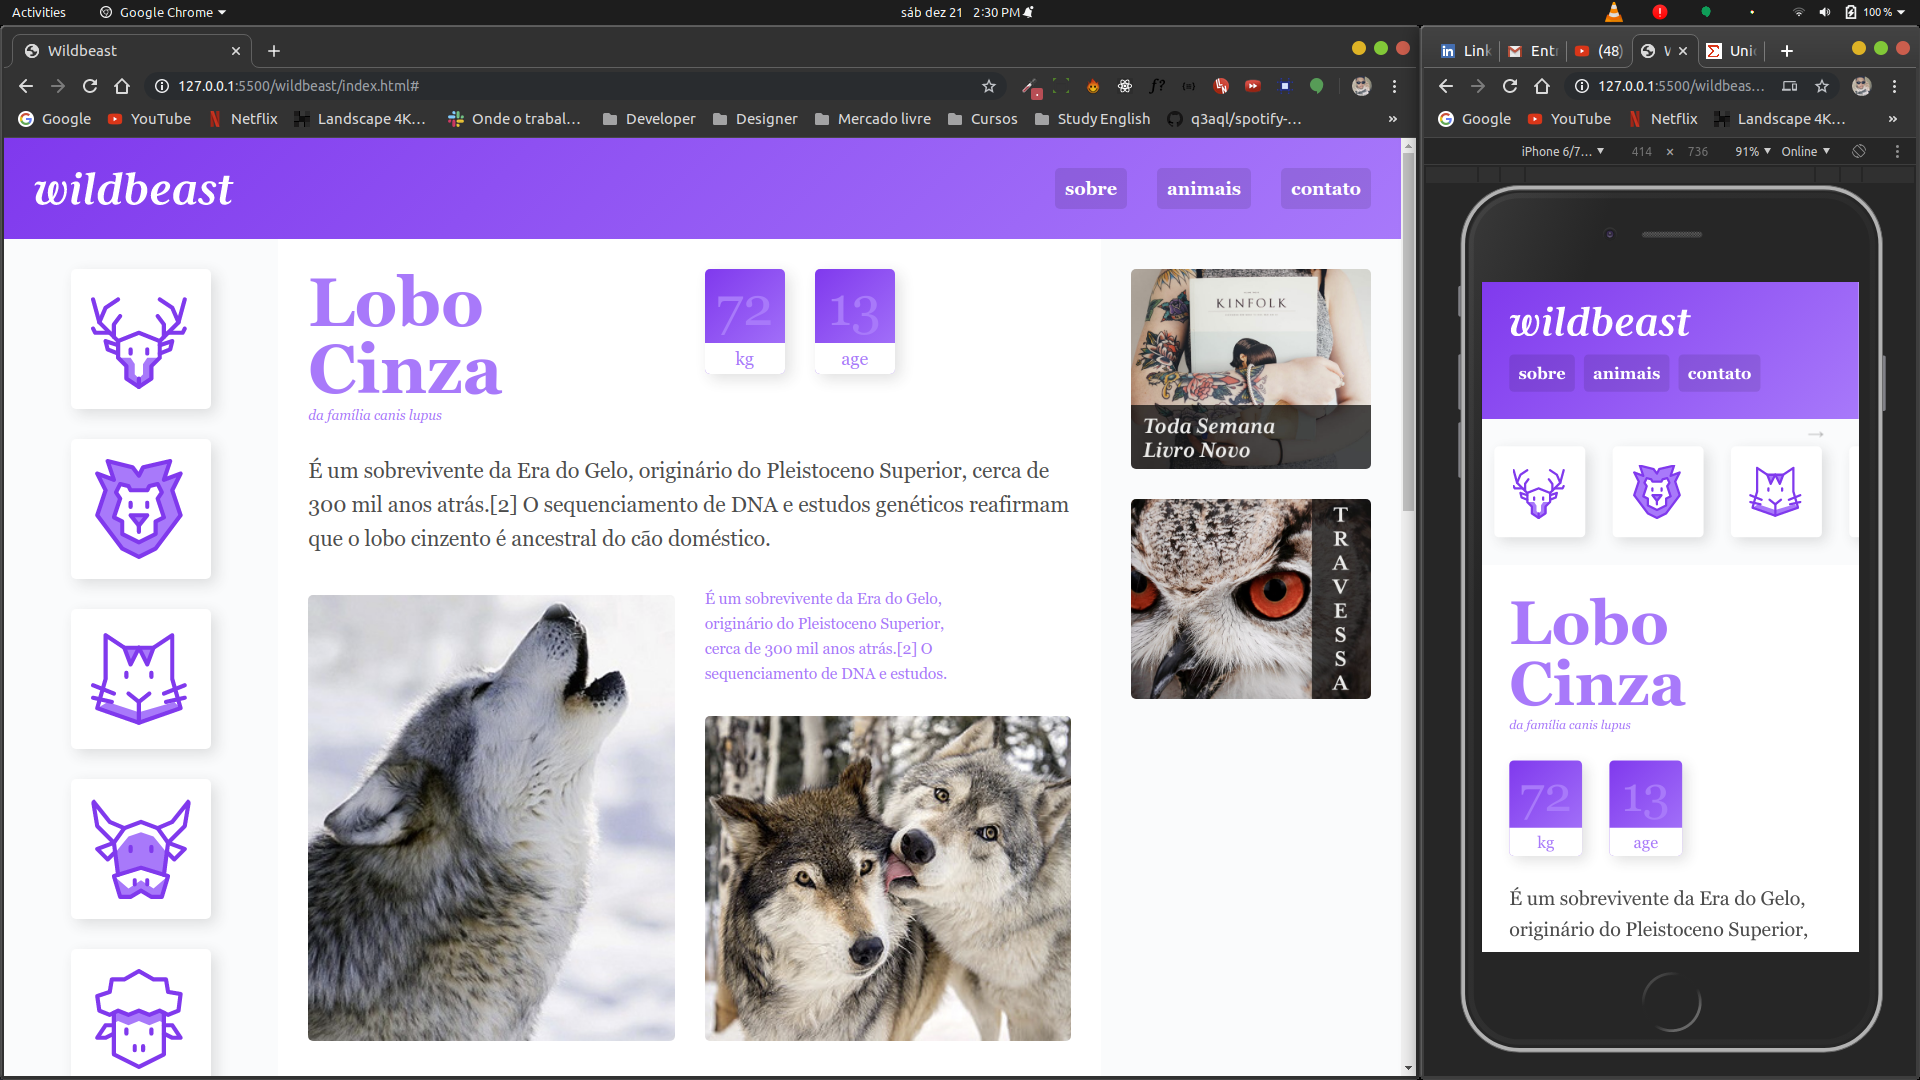 Activities
Google Chrome
sáb dez 21 2:30 PM
100 %
Wildbeast
127.0.0.1:5500/wildbeast/index.html#
Google
YouTube
Netflix
Landscape 4K...
Onde o trabal...
Developer
Designer
Mercado livre
Cursos
Study English
q3aql/spotify-...
»
wildbeast
sobre
animais
contato
Lobo
Cinza
da família canis lupus
72
kg
13
age
É um sobrevivente da Era do Gelo, originário do Pleistoceno Superior, cerca de
300 mil anos atrás.[2] O sequenciamento de DNA e estudos genéticos reafirmam
que o lobo cinzento é ancestral do cão doméstico.
É um sobrevivente da Era do Gelo,
originário do Pleistoceno Superior,
cerca de 300 mil anos atrás.[2] O
sequenciamento de DNA e estudos.
KINFOLK
Toda Semana
Livro Novo
TRAVESSA
Link
Entr
(48)
W
Unic
127.0.0.1:5500/wildbeas...
Google
YouTube
Netflix
Landscape 4K...
»
iPhone 6/7...
414 × 736
91%
Online
wildbeast
sobre
animais
contato
→
Lobo
Cinza
da família canis lupus
72
kg
13
age
É um sobrevivente da Era do Gelo,
originário do Pleistoceno Superior,